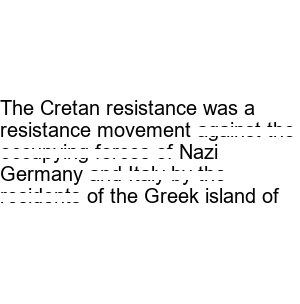 The Cretan resistance was a
resistance movement against the
occupying forces of Nazi
Germany and Italy by the
residents of the Greek island of